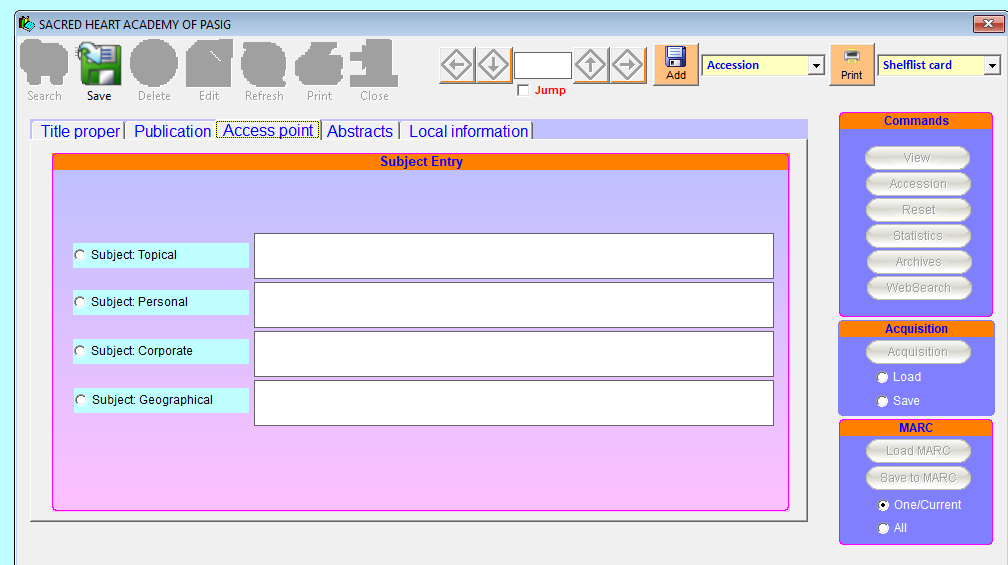 SACRED HEART ACADEMY OF PASIG
Search Save Delete Edit Refresh Print Close
Jump
Add
Accession
Print
Shelflist card
Title proper Publication Access point Abstracts Local information
Subject Entry
Subject: Topical
Subject: Personal
Subject: Corporate
Subject: Geographical
Commands
View
Accession
Reset
Statistics
Archives
WebSearch
Acquisition
Acquisition
Load
Save
MARC
Load MARC
Save to MARC
One/Current
All